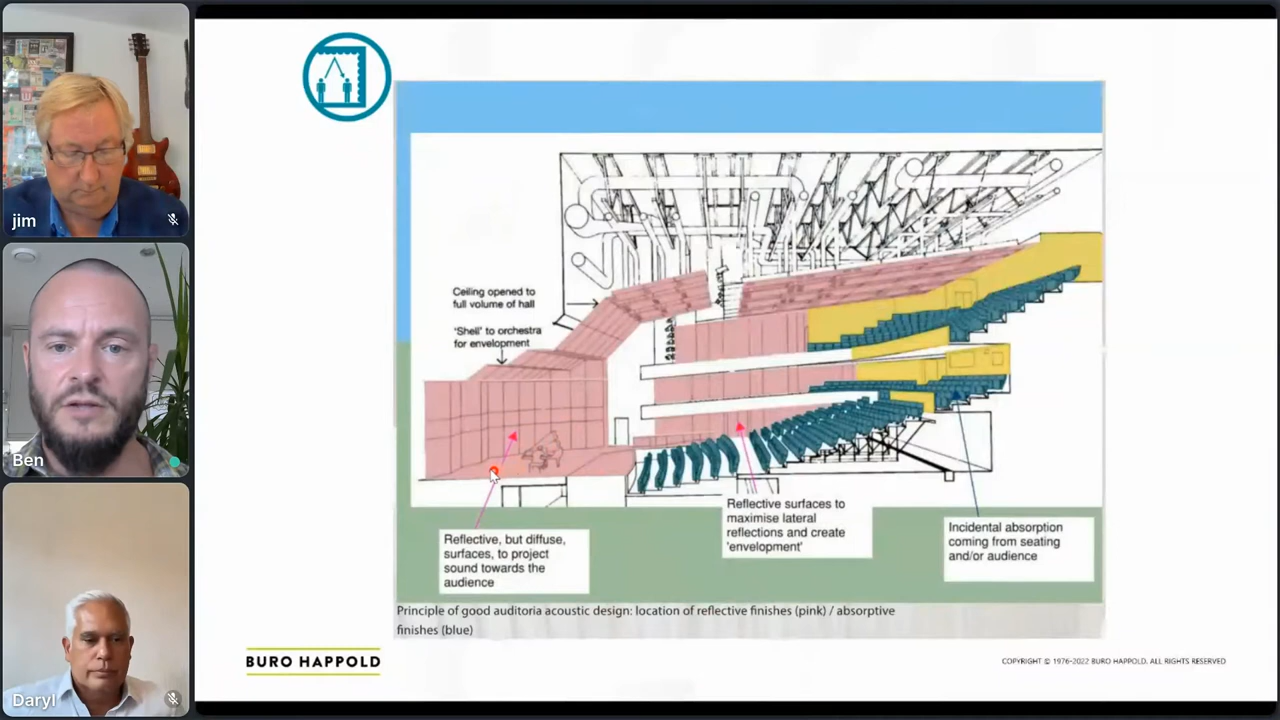 jim
Ben
Daryl
Ceiling opened to
full volume of hall
'Shell' to orchestra
for envelopment
Reflective, but diffuse,
surfaces, to project
sound towards the
audience
Reflective surfaces to
maximise lateral
reflections and create
'envelopment'
Incidental absorption
coming from seating
and/or audience
Principle of good auditoria acoustic design: location of reflective finishes (pink) / absorptive
finishes (blue)
BURO HAPPOLD
COPYRIGHT © 1976-2022 BURO HAPPOLD. ALL RIGHTS RESERVED